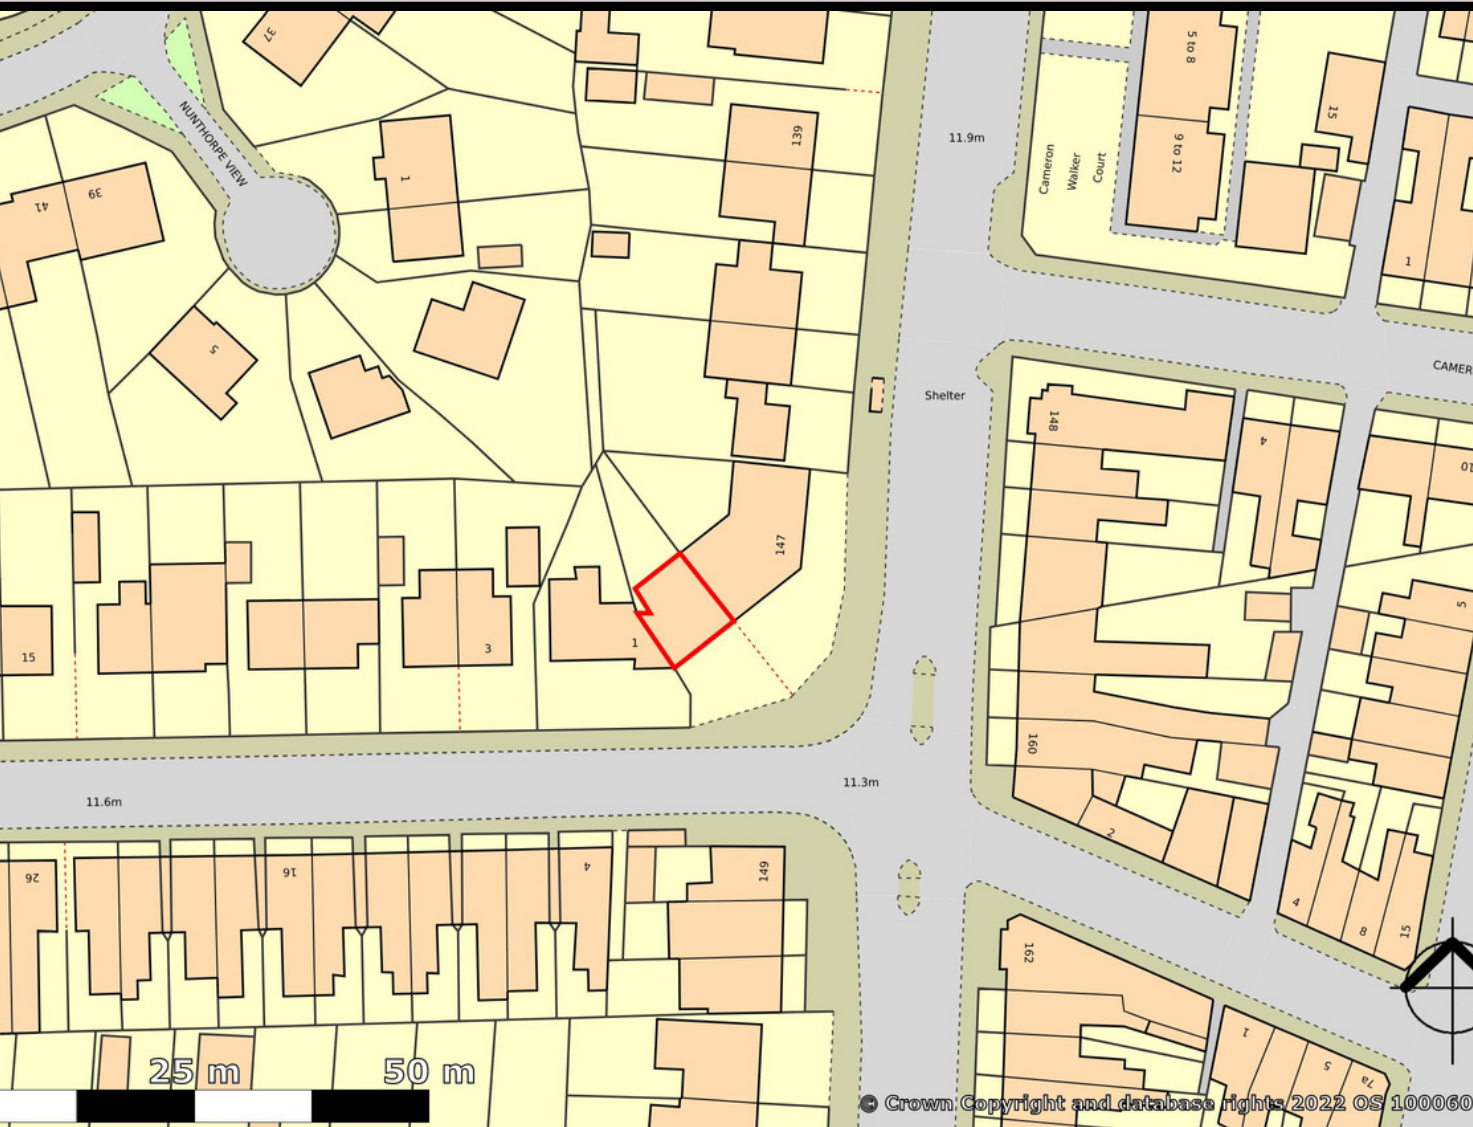 37
5 to 8
15
139
11.9m
NUNTHORPE VIEW
Cameron
Walker
Court
9 to 12
1
39
41
1
5
CAMER
Shelter
148
4
10
147
5
1
3
15
160
11.3m
11.6m
2
26
16
4
149
4
8
15
162
1
5
7a
25 m
50 m
© Crown Copyright and database rights 2022 OS 100060